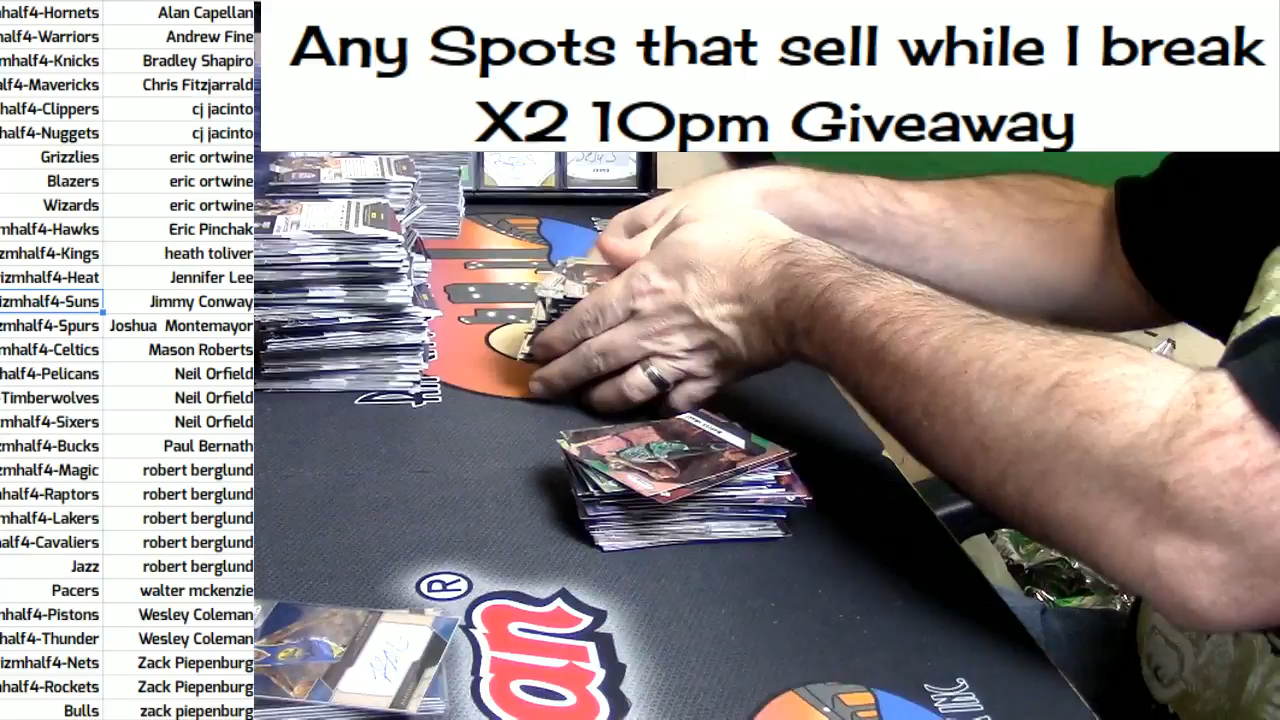 Any Spots that sell while I break
X2 10pm Giveaway
mhalf4-Hornets Alan Capellan
half4-Warriors Andrew Fine
mhalf4-Knicks Bradley Shapiro
alf4-Mavericks Chris Fitzjarrald
half4-Clippers cj jacinto
half4-Nuggets cj jacinto
Grizzlies eric ortwine
Blazers eric ortwine
Wizards eric ortwine
mhalf4-Hawks Eric Pinchak
izmhalf4-Kings heath toliver
izmhalf4-Heat Jennifer Lee
izmhalf4-Suns Jimmy Conway
zmhalf4-Spurs Joshua Montemayor
mhalf4-Celtics Mason Roberts
half4-Pelicans Neil Orfield
-Timberwolves Neil Orfield
mhalf4-Sixers Neil Orfield
zmhalf4-Bucks Paul Bernath
zmhalf4-Magic robert berglund
half4-Raptors robert berglund
mhalf4-Lakers robert berglund
alf4-Cavaliers robert berglund
Jazz robert berglund
Pacers walter mckenzie
mhalf4-Pistons Wesley Coleman
half4-Thunder Wesley Coleman
izmhalf4-Nets Zack Piepenburg
half4-Rockets Zack Piepenburg
Bulls zack piepenburg
®
an
INC.